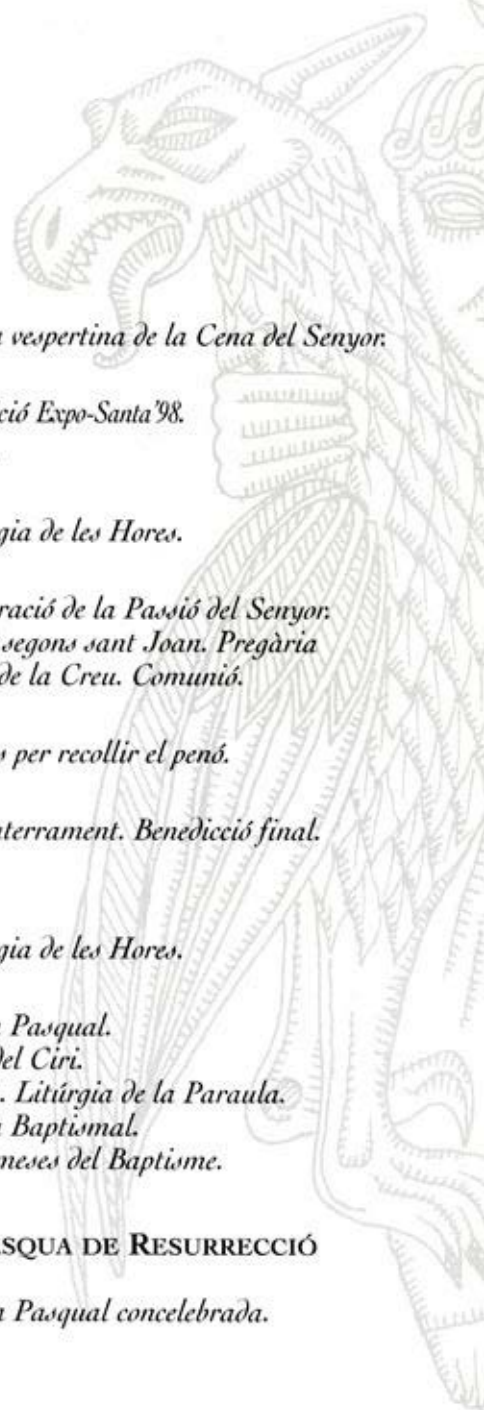 vespertina de la Cena del Senyor.
ció Expo-Santa'98.
gia de les Hores.
ració de la Passió del Senyor.
segons sant Joan. Pregària
de la Creu. Comunió.
per recollir el penó.
terrament. Benedicció final.
gia de les Hores.
Pasqual.
del Ciri.
. Litúrgia de la Paraula.
Baptismal.
meses del Baptisme.
SQUA DE RESURRECCIÓ
Pasqual concelebrada.